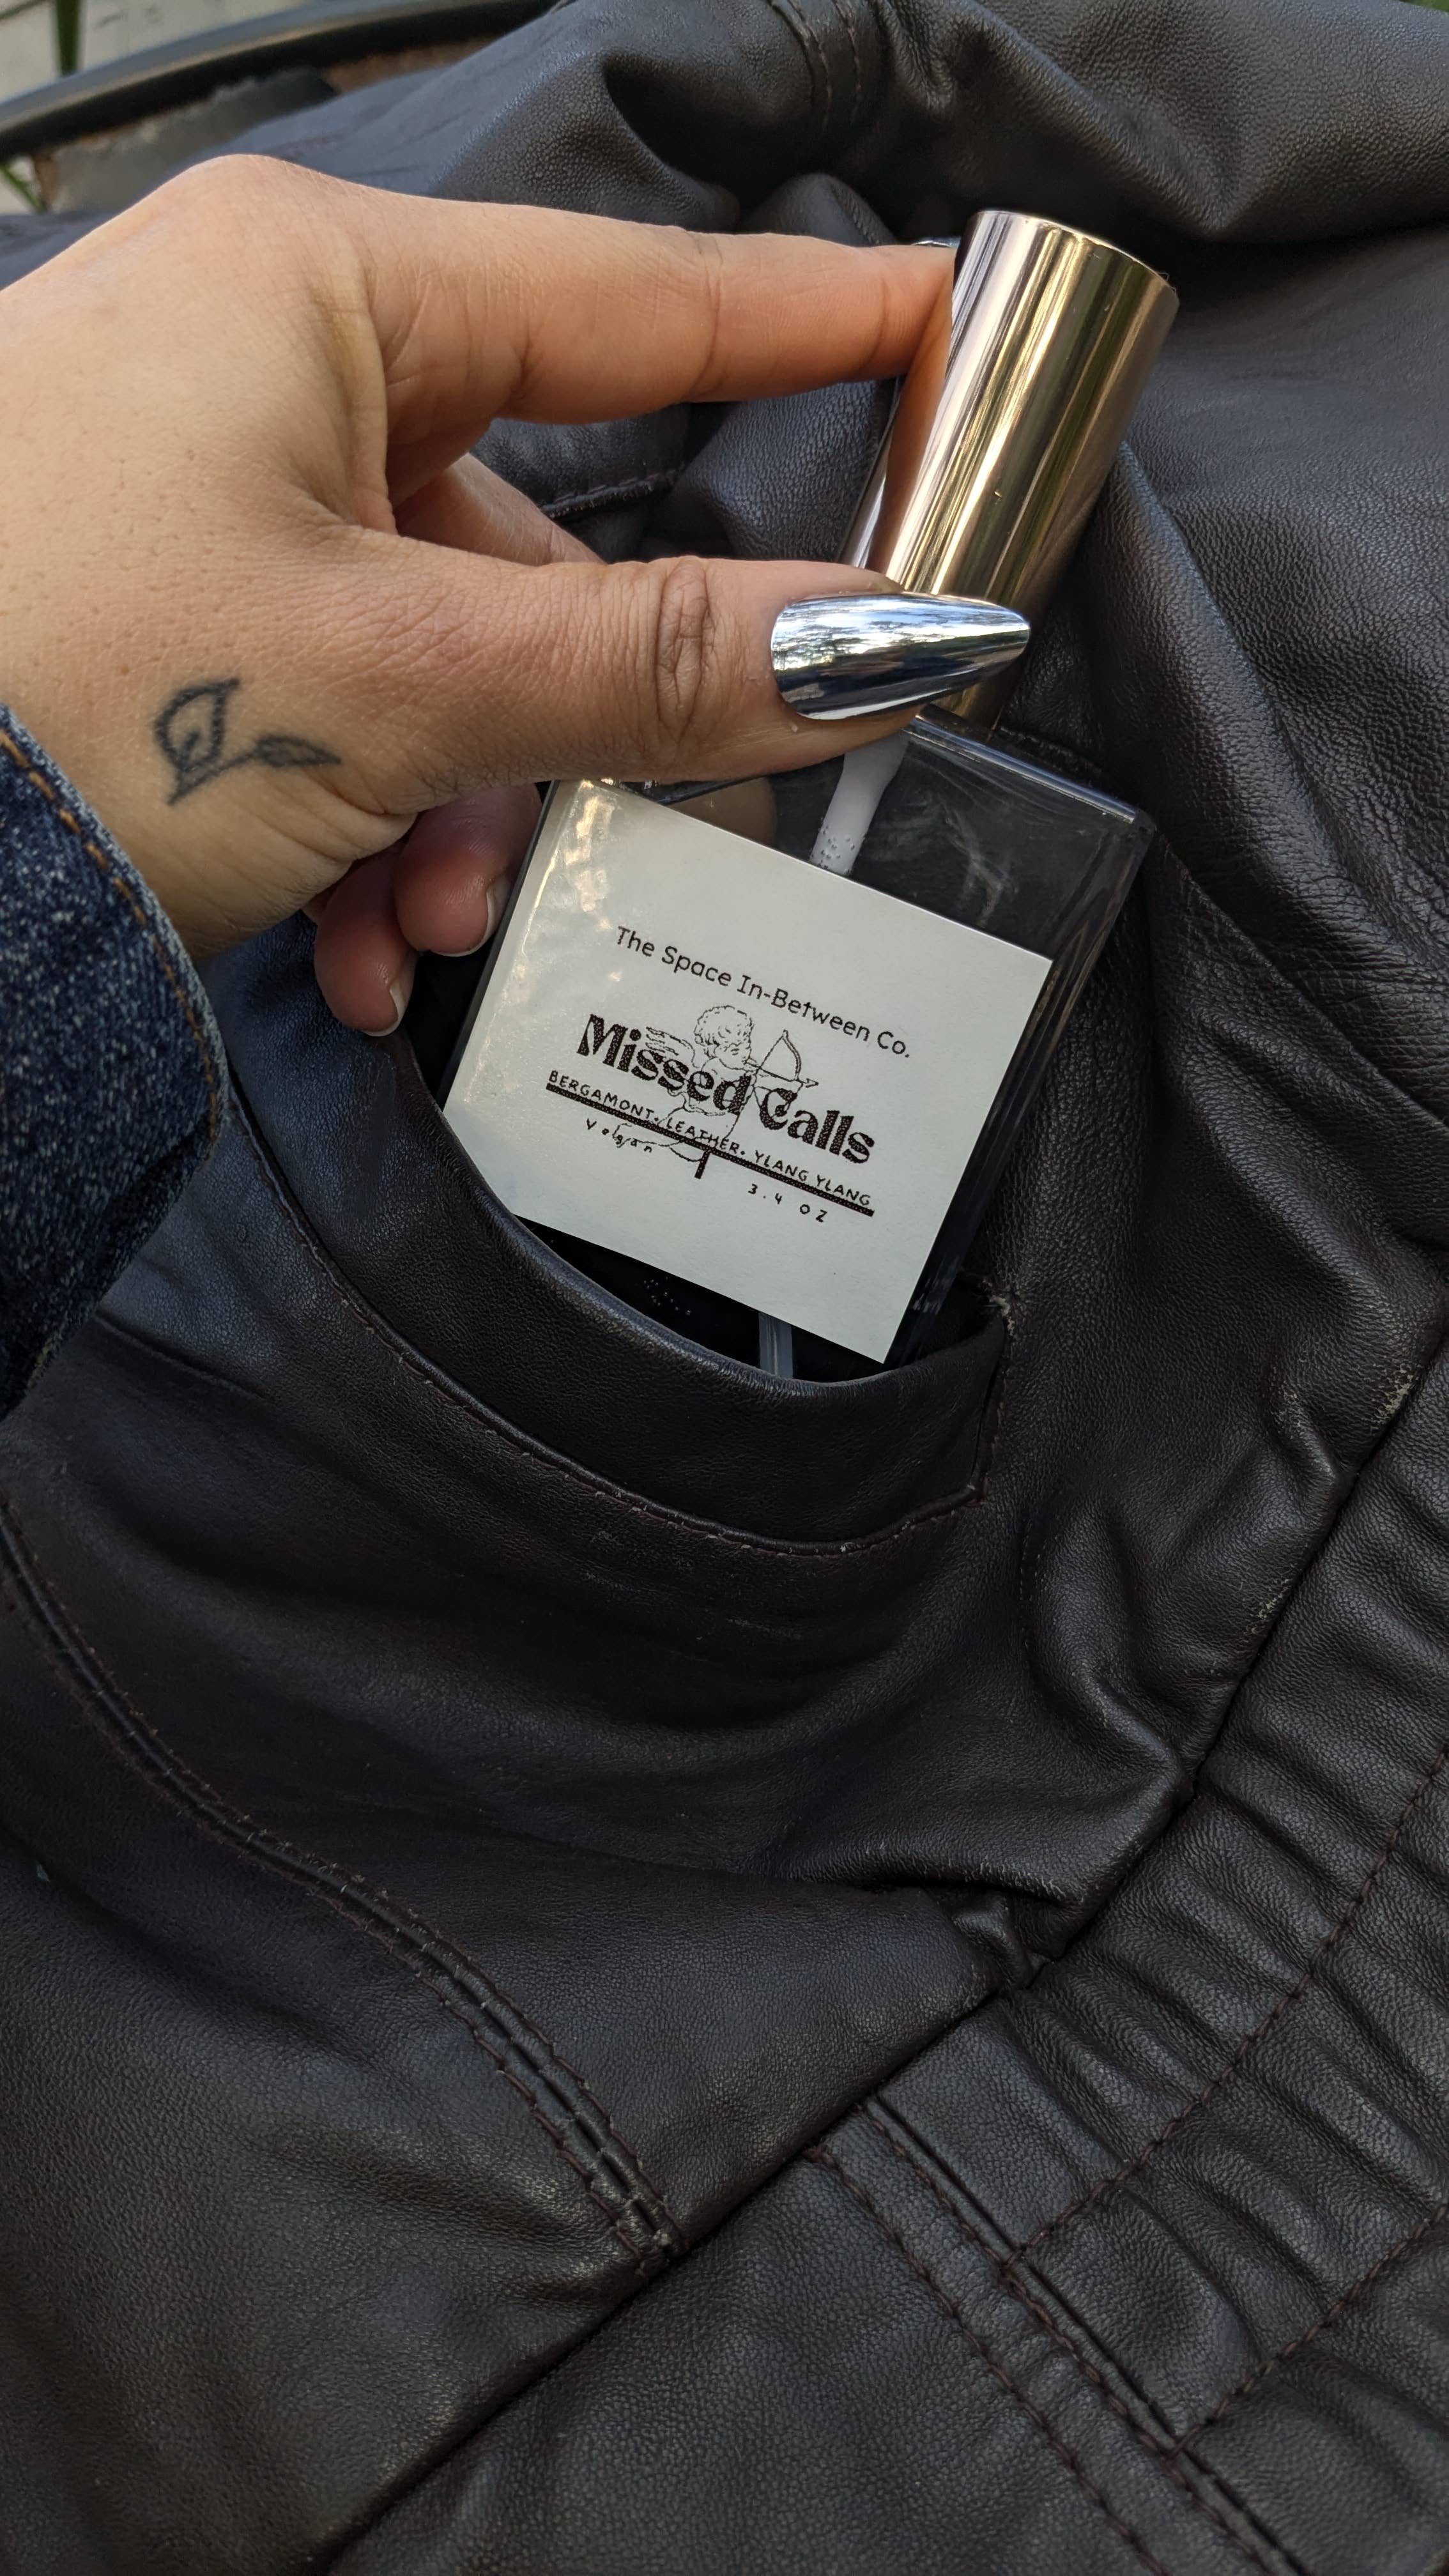 The Space In-Between Co.
Missed Calls
BERGAMONT, LEATHER, YLANG YLANG
Vegan
3.4 OZ